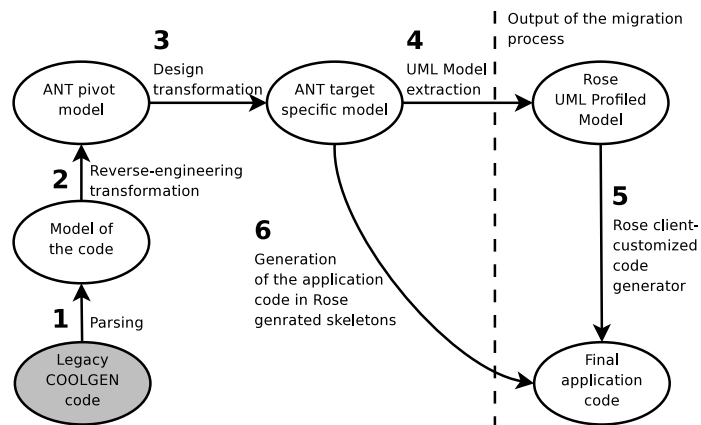 Output of the migration
process
3
Design
transformation
4
UML Model
extraction
ANT pivot
model
ANT target
specific model
Rose
UML Profiled
Model
2
Reverse-engineering
transformation
5
Rose client-
customized
code
generator
Model of
the code
6
Generation
of the application
code in Rose
genrated skeletons
1
Parsing
Legacy
COOLGEN
code
Final
application
code